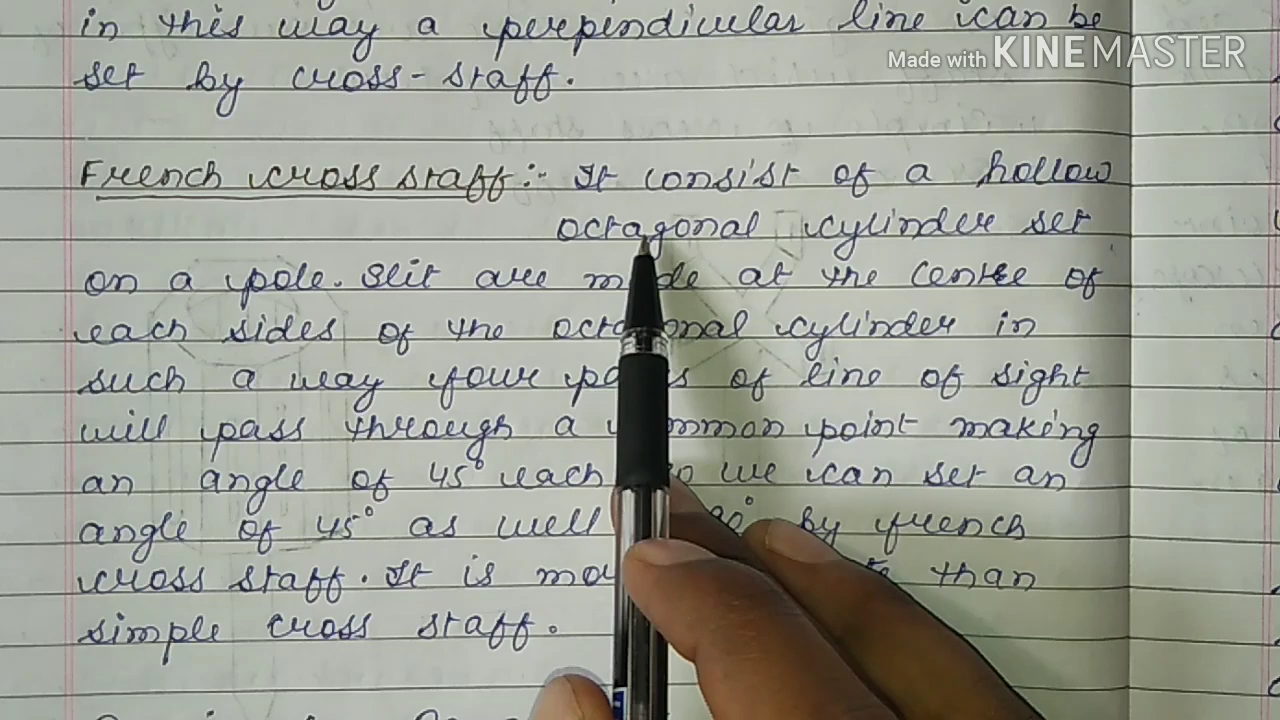 in this way a perpendicular line can be
Made with KINEMASTER
set by cross-staff.
French cross staff:- It consist of a hollow
octagonal cylinder set
on a pole. Slit are made at the centre of
each sides of the octagonal cylinder in
such a way four of line of sight
will pass through a common point making
an angle of 45° each we can set an
angle of 45° as well 90° by french
cross staff. It is than
simple cross staff.